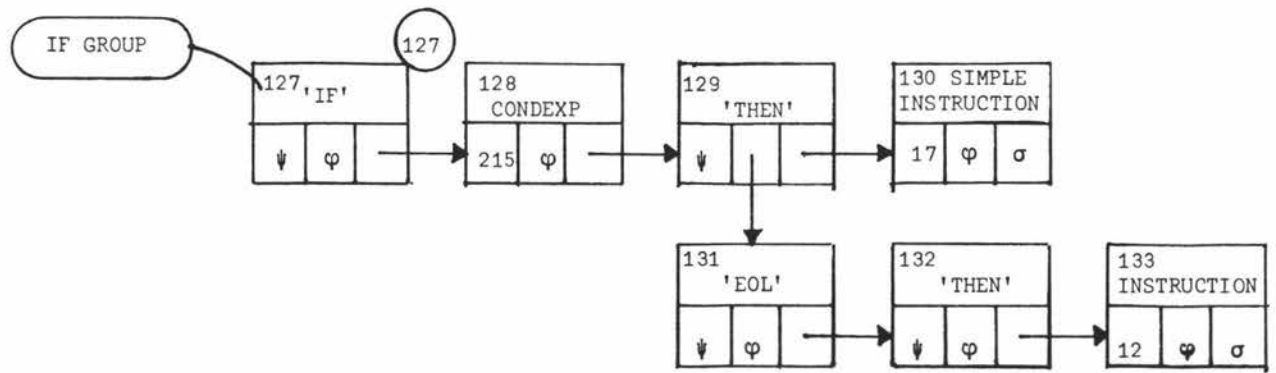 IF GROUP
127
127 'IF'
ψ φ
128
CONDEXP
215 φ
129
'THEN'
ψ
130 SIMPLE
INSTRUCTION
17 φ σ
131
'EOL'
ψ φ
132
'THEN'
ψ φ
133
INSTRUCTION
12 φ σ